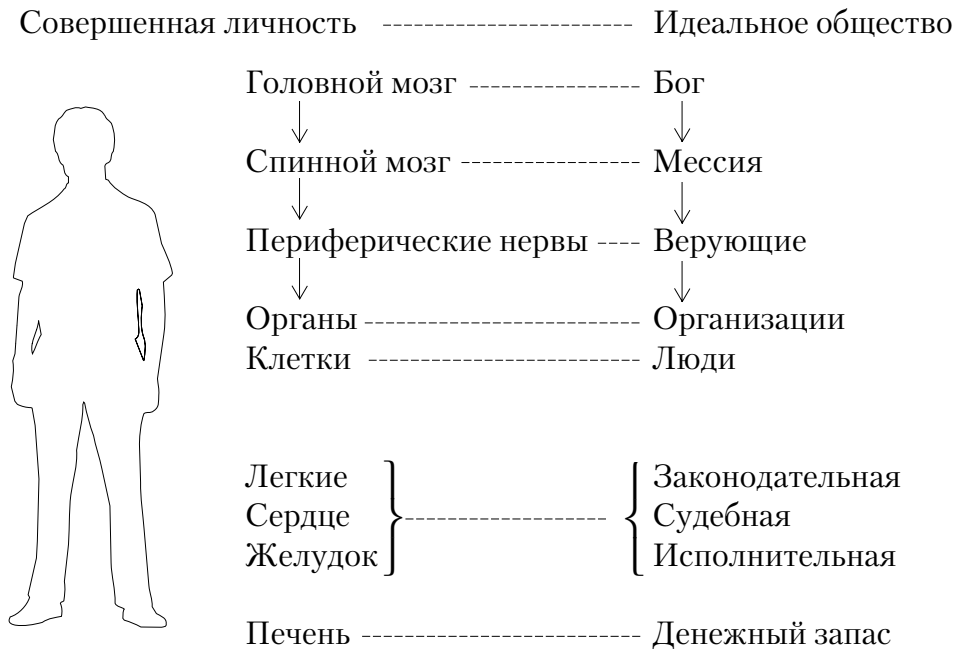 Совершенная личность Идеальное общество
Головной мозг Бог
Спинной мозг Мессия
Периферические нервы Верующие
Органы Организации
Клетки Люди
Легкие Законодательная
Сердце Судебная
Желудок Исполнительная
Печень Денежный запас